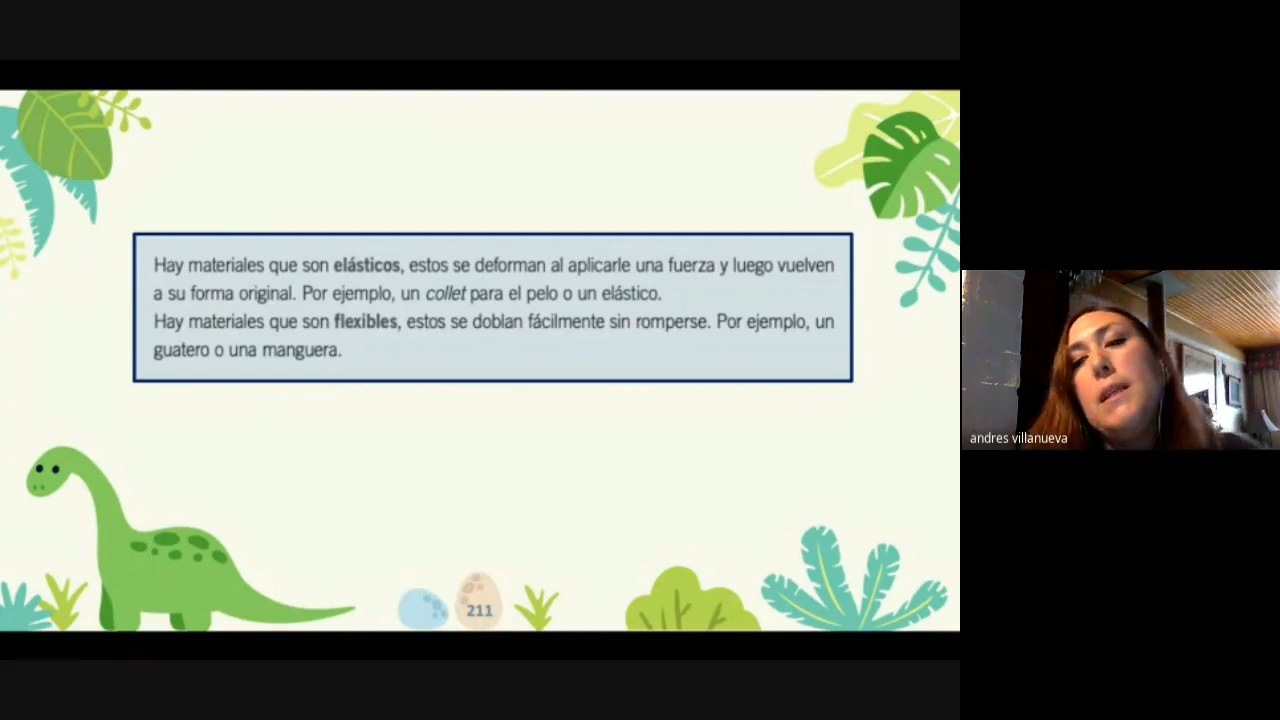 Hay materiales que son elásticos, estos se deforman al aplicarle una fuerza y luego vuelven
a su forma original. Por ejemplo, un collet para el pelo o un elástico.
Hay materiales que son flexibles, estos se doblan fácilmente sin romperse. Por ejemplo, un
guatero o una manguera.
211
andres villanueva